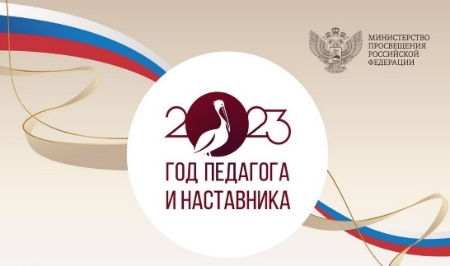 МИНИСТЕРСТВО
ПРОСВЕЩЕНИЯ
РОССИЙСКОЙ
ФЕДЕРАЦИИ
2023
ГОД ПЕДАГОГА
И НАСТАВНИКА